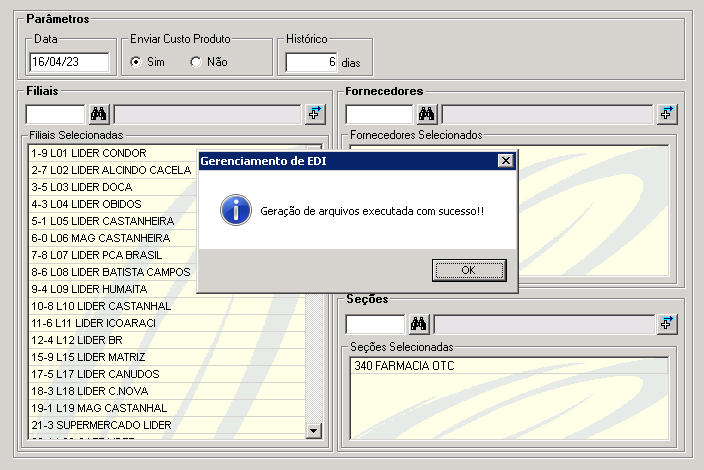 Parâmetros
Data
Enviar Custo Produto
Histórico
16/04/23
Sim
Não
6 dias
Filiais
Fornecedores
Filiais Selecionadas
Fornecedores Selecionados
1-9 L01 LIDER CONDOR
2-7 L02 LIDER ALCINDO CACELA
3-5 L03 LIDER DOCA
4-3 L04 LIDER OBIDOS
5-1 L05 LIDER CASTANHEIRA
6-0 L06 MAG CASTANHEIRA
7-8 L07 LIDER PCA BRASIL
8-6 L08 LIDER BATISTA CAMPOS
9-4 L09 LIDER HUMAITA
10-8 L10 LIDER CASTANHAL
11-6 L11 LIDER ICOARACI
12-4 L12 LIDER BR
15-9 L15 LIDER MATRIZ
17-5 L17 LIDER CANUDOS
18-3 L18 LIDER C.NOVA
19-1 L19 MAG CASTANHAL
21-3 SUPERMERCADO LIDER
Gerenciamento de EDI
Geração de arquivos executada com sucesso!!
OK
Seções
Seções Selecionadas
340 FARMACIA OTC